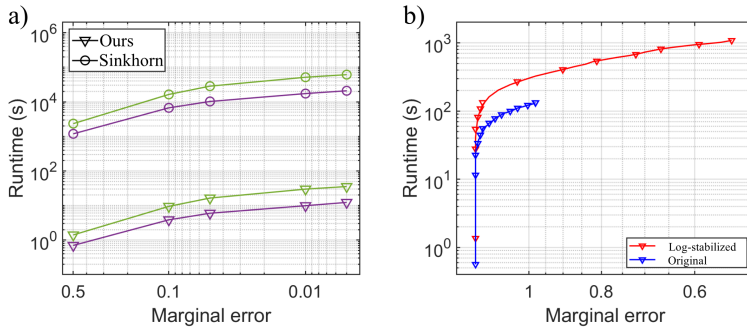 a)
10^6
10^4
10^2
10^0
Runtime (s)
Ours
Sinkhorn
0.5
0.1
0.01
Marginal error
b)
10^3
10^2
10^1
10^0
Runtime (s)
Log-stabilized
Original
1
0.8
0.6
Marginal error